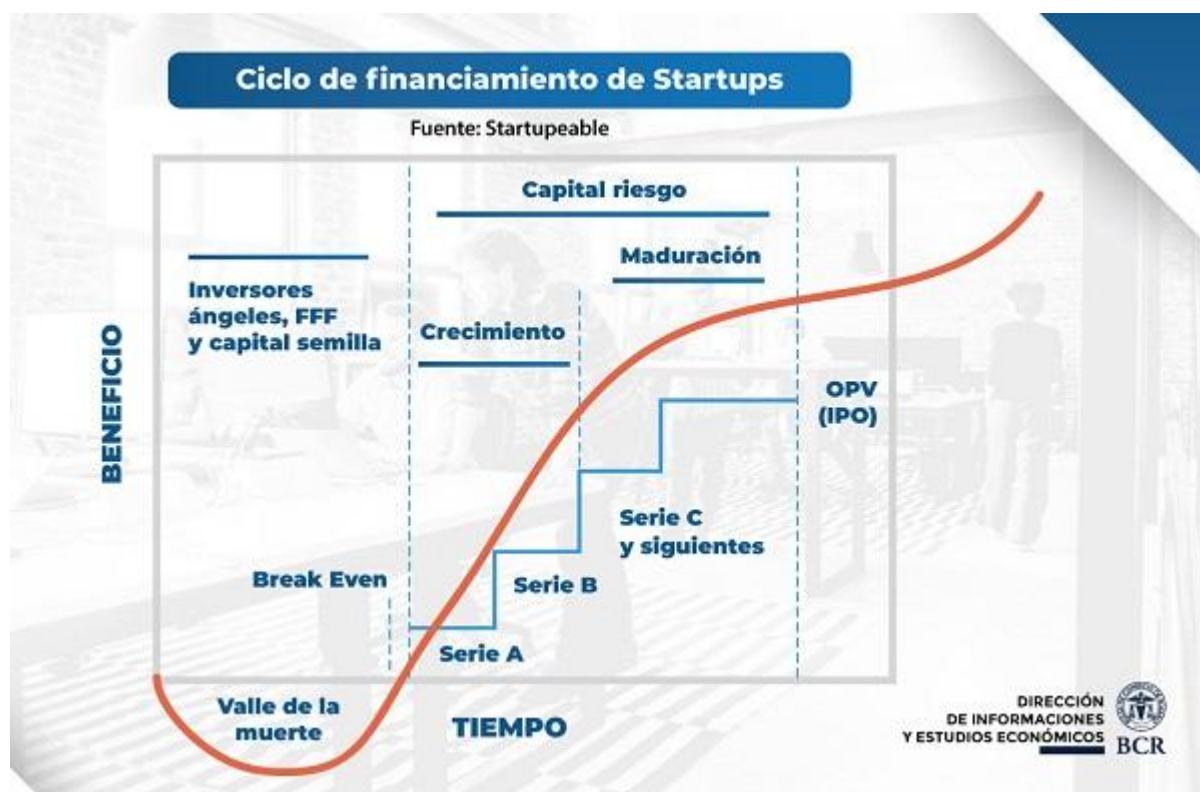 Ciclo de financiamiento de Startups
Fuente: Startupeable
Capital riesgo
Maduración
Inversores
ángeles, FFF
y capital semilla
Crecimiento
BENEFICIO
OPV
(IPO)
Serie C
y siguientes
Break Even
Serie B
Serie A
Valle de la
muerte
TIEMPO
DIRECCIÓN
DE INFORMACIONES
Y ESTUDIOS ECONÓMICOS
BCR